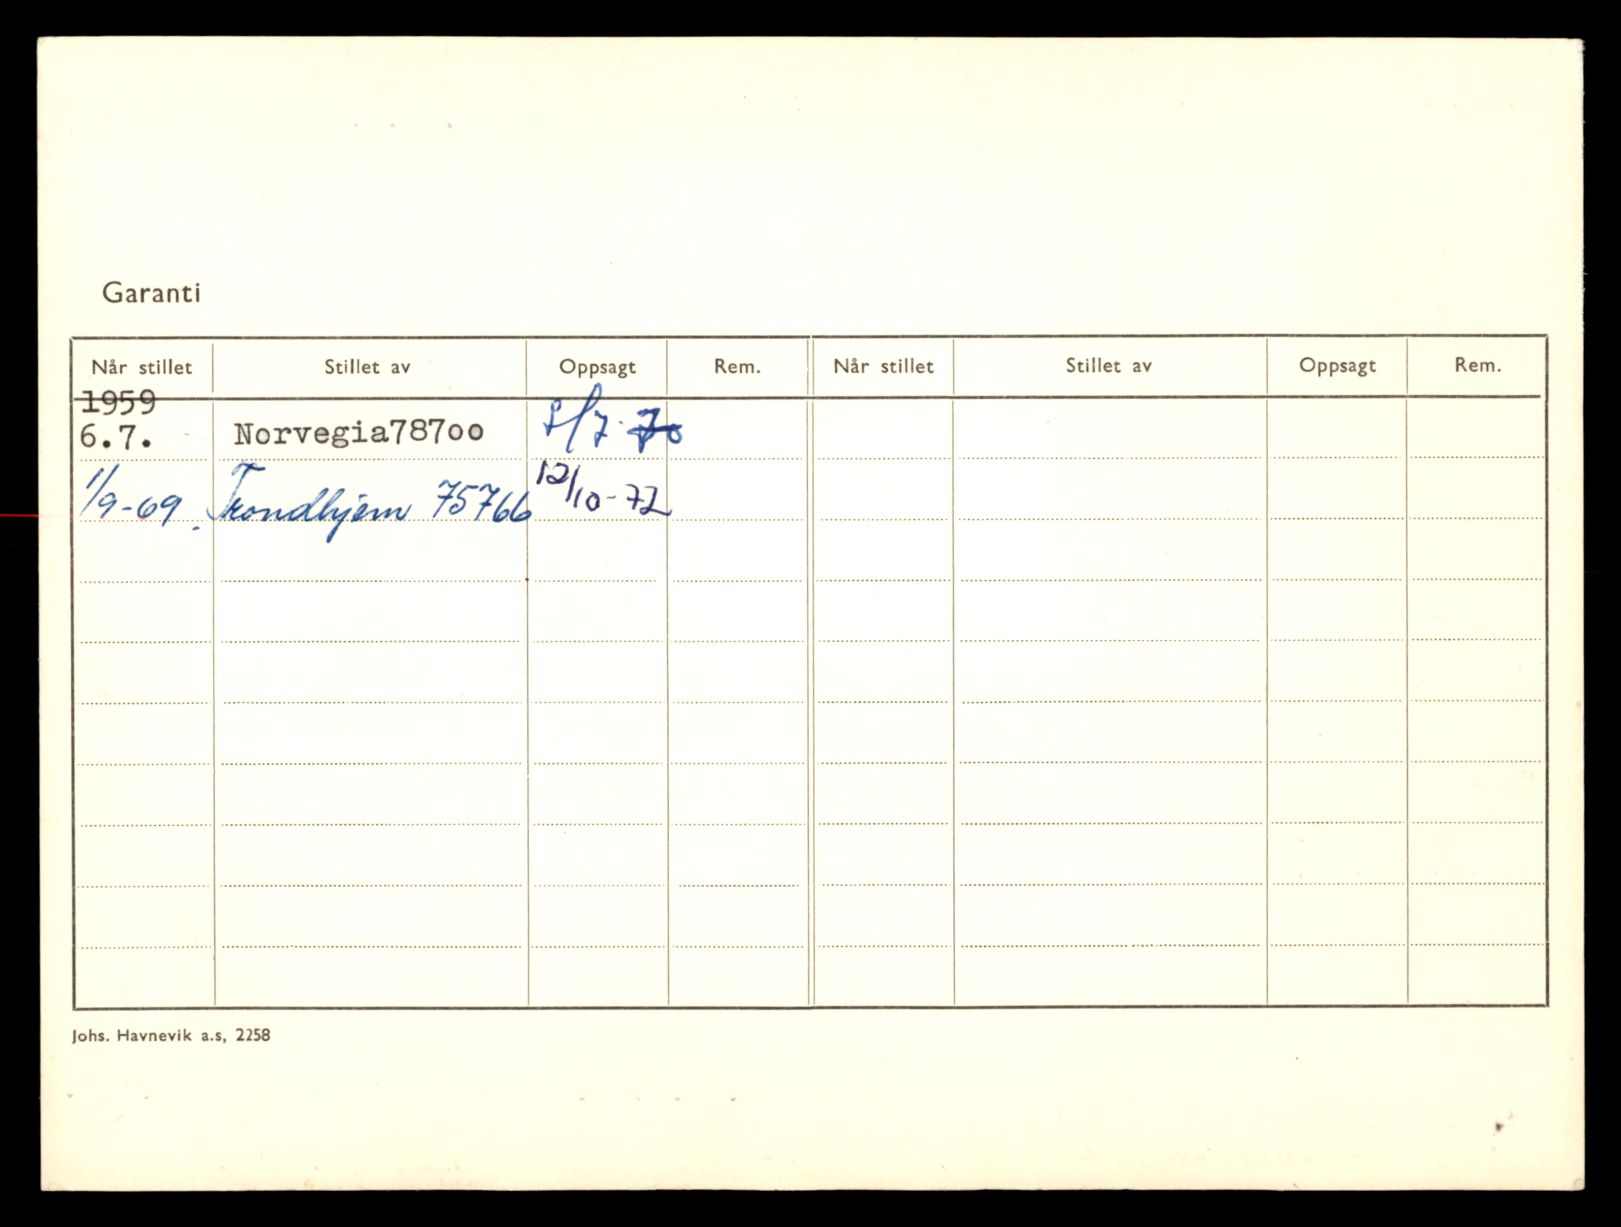 Garanti
Når stillet Stillet av Oppsagt Rem. Når stillet Stillet av Oppsagt Rem.
1959
6.7. Norvegia787oo 8/7-70
1/9-69. Trondhjem 75766 12/10-72
Johs. Havnevik a.s, 2258